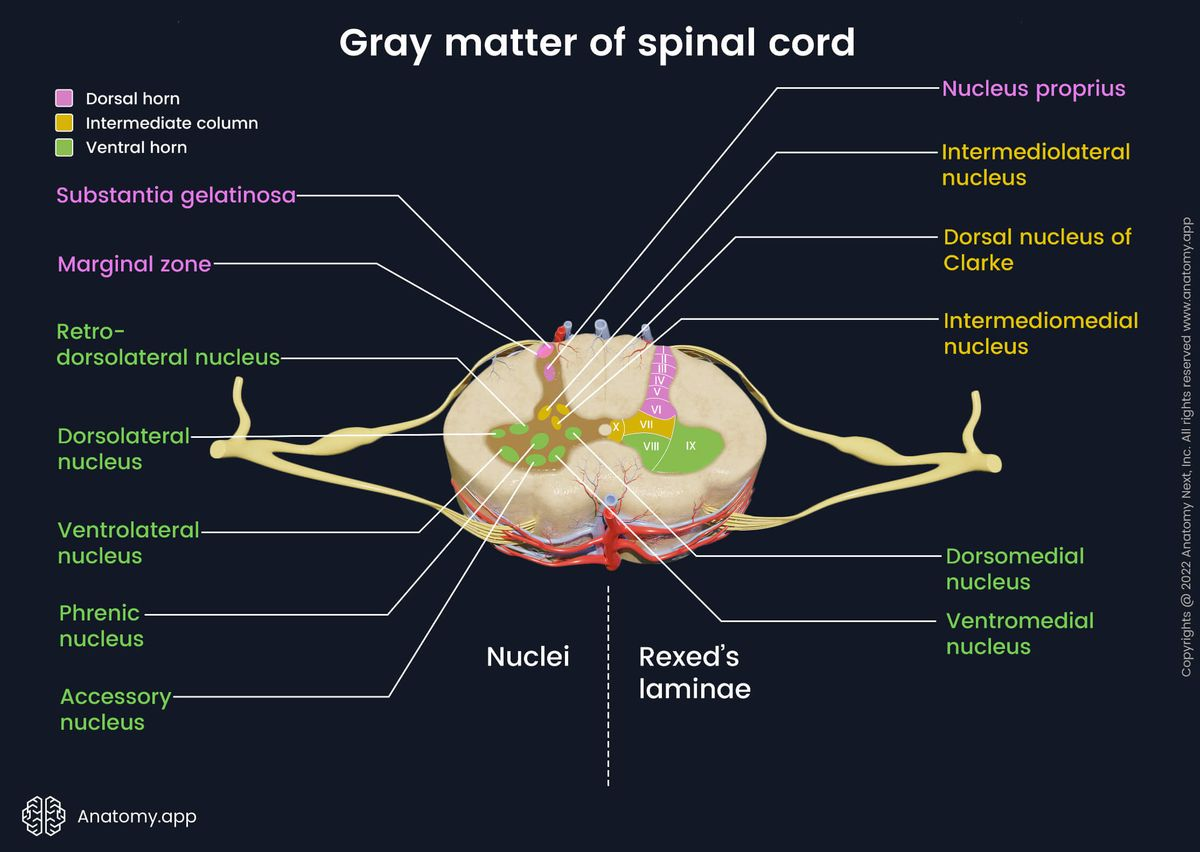 Gray matter of spinal cord
Dorsal horn
Intermediate column
Ventral horn
Substantia gelatinosa
Marginal zone
Retro-
dorsolateral nucleus
Dorsolateral
nucleus
Ventrolateral
nucleus
Phrenic
nucleus
Accessory
nucleus
Nucleus proprius
Intermediolateral
nucleus
Dorsal nucleus of
Clarke
Intermediomedial
nucleus
Dorsomedial
nucleus
Ventromedial
nucleus
II
III
IV
V
VI
VII
X
VIII
IX
Nuclei
Rexed's
laminae
Anatomy.app
Copyrights @ 2022 Anatomy Next, Inc. All rights reserved www.anatomy.app